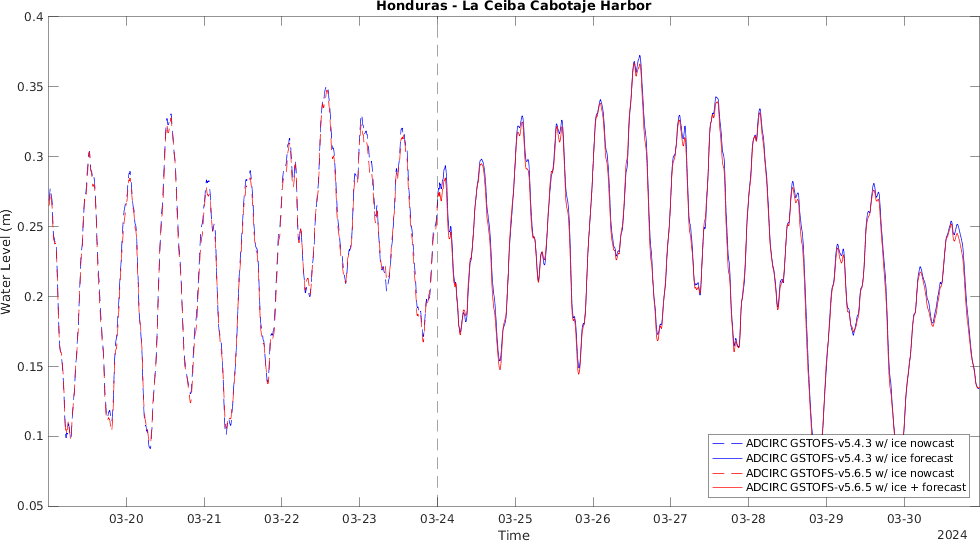 Honduras - La Ceiba Cabotaje Harbor
0.4
0.35
0.3
0.25
0.2
0.15
0.1
0.05
Water Level (m)
03-20 03-21 03-22 03-23 03-24 03-25 03-26 03-27 03-28 03-29 03-30
Time
2024
ADCIRC GSTOFS-v5.4.3 w/ ice nowcast
ADCIRC GSTOFS-v5.4.3 w/ ice forecast
ADCIRC GSTOFS-v5.6.5 w/ ice nowcast
ADCIRC GSTOFS-v5.6.5 w/ ice + forecast